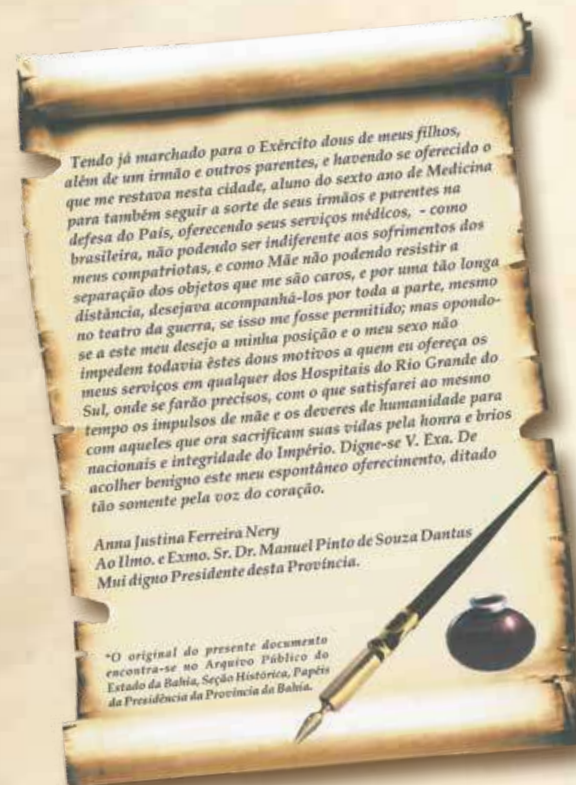 Tendo já marchado para o Exército dous de meus filhos,
além de um irmão e outros parentes, e havendo se oferecido o
que me restava nesta cidade, aluno do sexto ano de Medicina
para também seguir a sorte de seus irmãos e parentes na
defesa do País, oferecendo seus serviços médicos, - como
brasileira, não podendo ser indiferente aos sofrimentos dos
meus compatriotas, e como Mãe não podendo resistir a
separação dos objetos que me são caros, e por uma tão longa
distância, desejava acompanhá-los por toda a parte, mesmo
no teatro da guerra, se isso me fosse permitido; mas opondo-
se a este meu desejo a minha posição e o meu sexo não
impedem todavia êstes dous motivos a quem eu ofereça os
meus serviços em qualquer dos Hospitais do Rio Grande do
Sul, onde se farão precisos, com o que satisfarei ao mesmo
tempo os impulsos de mãe e os deveres de humanidade para
com aqueles que ora sacrificam suas vidas pela honra e brios
nacionais e integridade do Império. Digne-se V. Exa. De
acolher benigno este meu espontâneo oferecimento, ditado
tão somente pela voz do coração.
Anna Justina Ferreira Nery
Ao Ilmo. e Exmo. Sr. Dr. Manuel Pinto de Souza Dantas
Mui digno Presidente desta Província.
*O original do presente documento
encontra-se no Arquivo Público do
Estado da Bahia, Seção Histórica, Papéis
da Presidência da Província da Bahia.